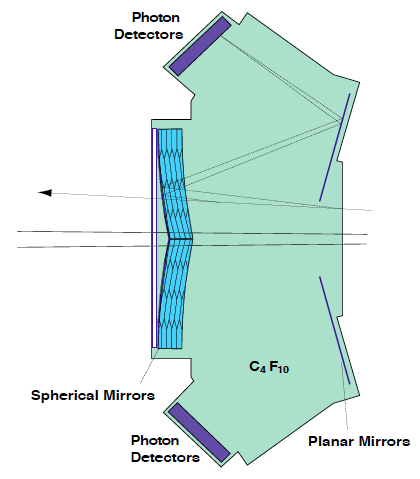 Photon
Detectors
C4 F10
Spherical Mirrors
Photon
Detectors
Planar Mirrors